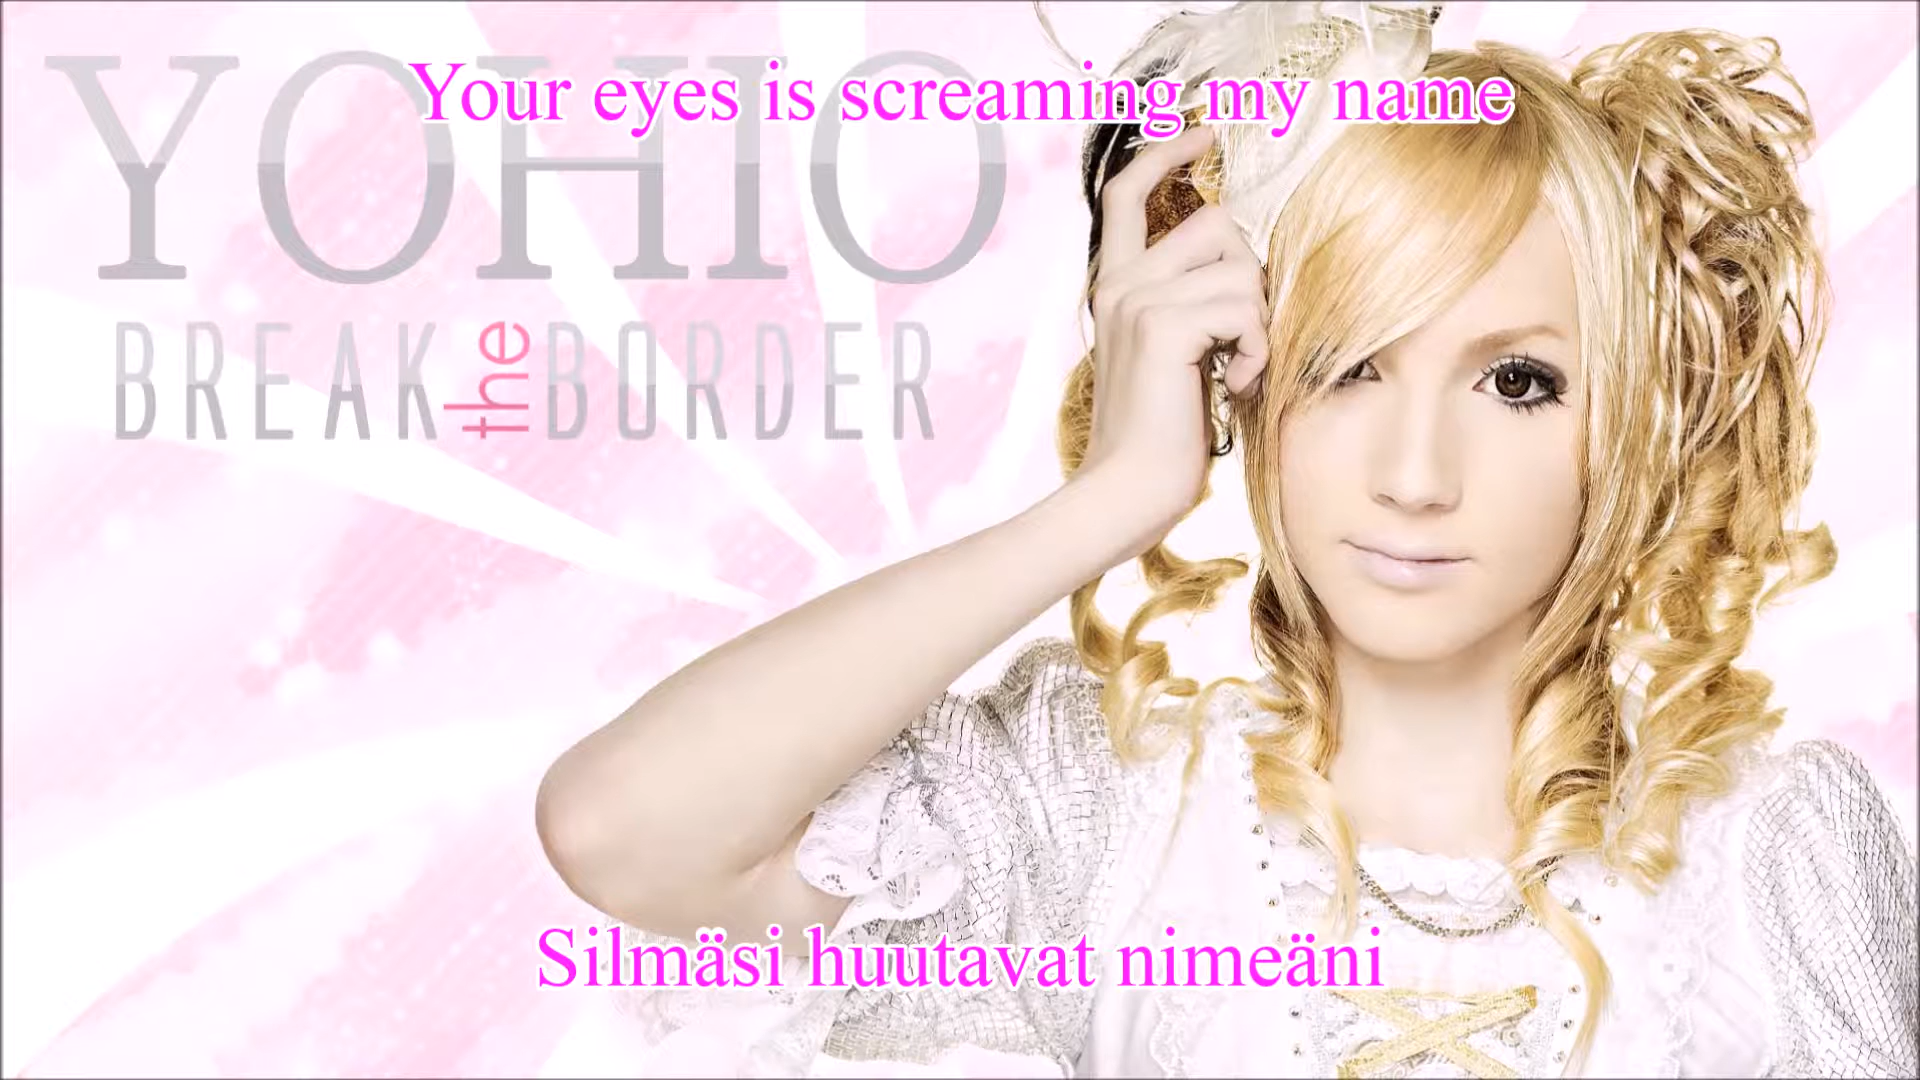 Your eyes is screaming my name
YOHIO
BREAK the BORDER
Silmäsi huutavat nimeäni